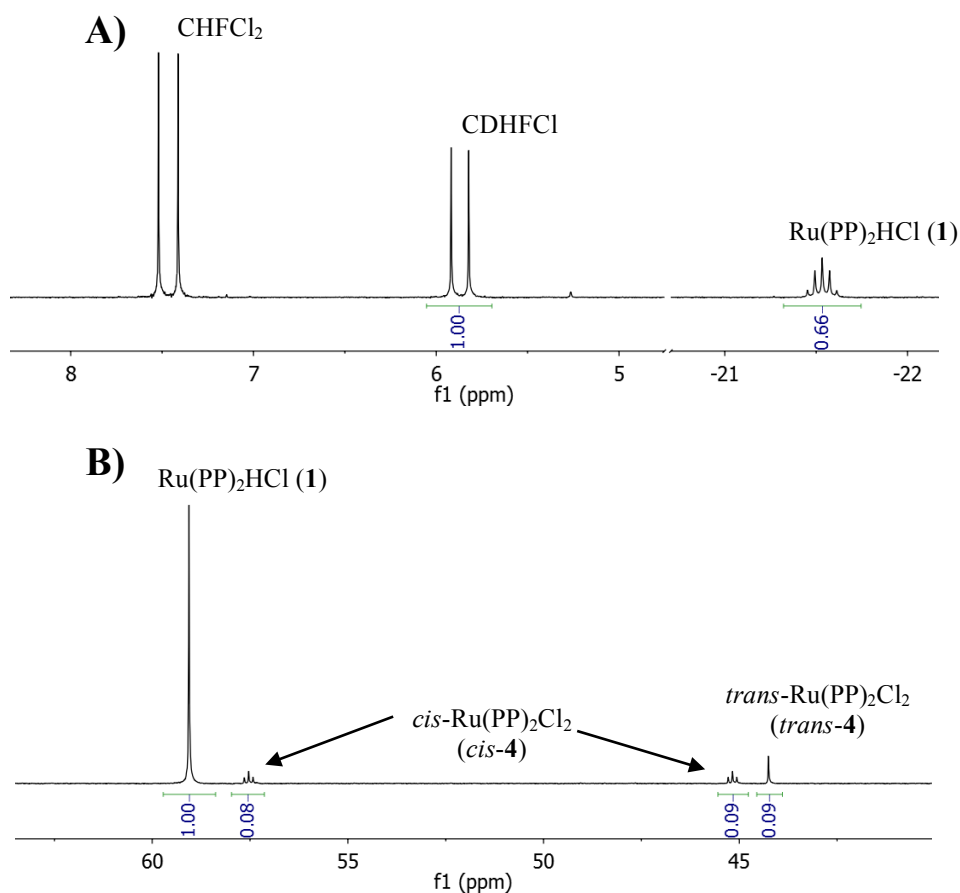 A)
CHFCl₂
CDHFCl
Ru(PP)₂HCl (1)
1.00
0.66
8 7 6 5 -21 -22
f1 (ppm)
B)
Ru(PP)₂HCl (1)
cis-Ru(PP)₂Cl₂
(cis-4)
trans-Ru(PP)₂Cl₂
(trans-4)
1.00
0.08
0.09
0.09
60 55 50 45
f1 (ppm)